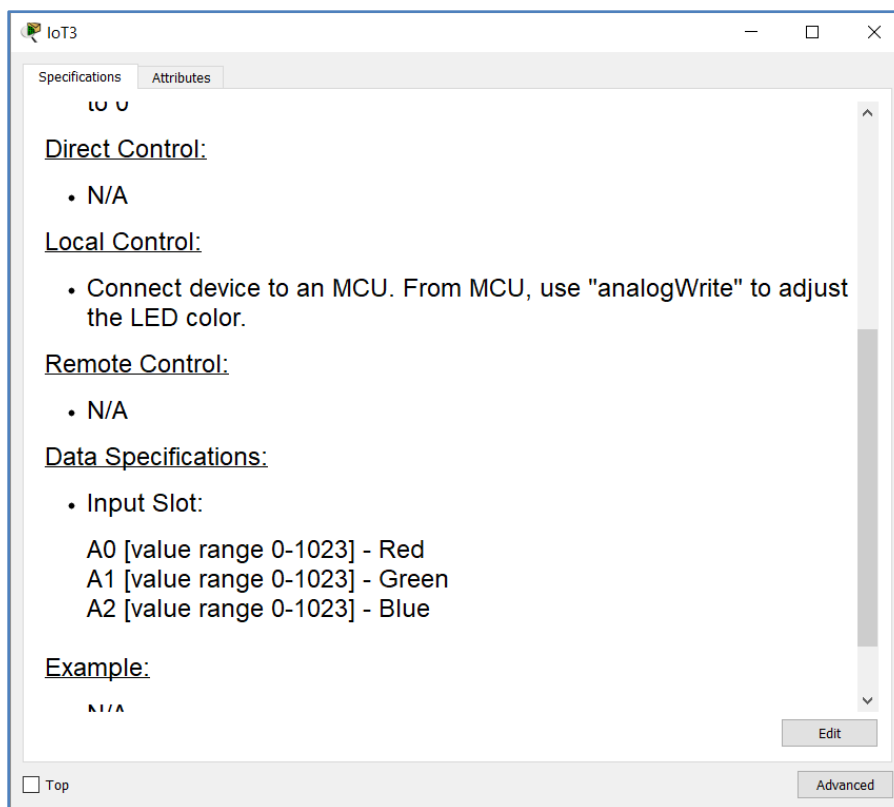 IoT3
Specifications
Attributes
to 0
Direct Control:
• N/A
Local Control:
• Connect device to an MCU. From MCU, use "analogWrite" to adjust
the LED color.
Remote Control:
• N/A
Data Specifications:
• Input Slot:
A0 [value range 0-1023] - Red
A1 [value range 0-1023] - Green
A2 [value range 0-1023] - Blue
Example:
N/A
Edit
Top
Advanced